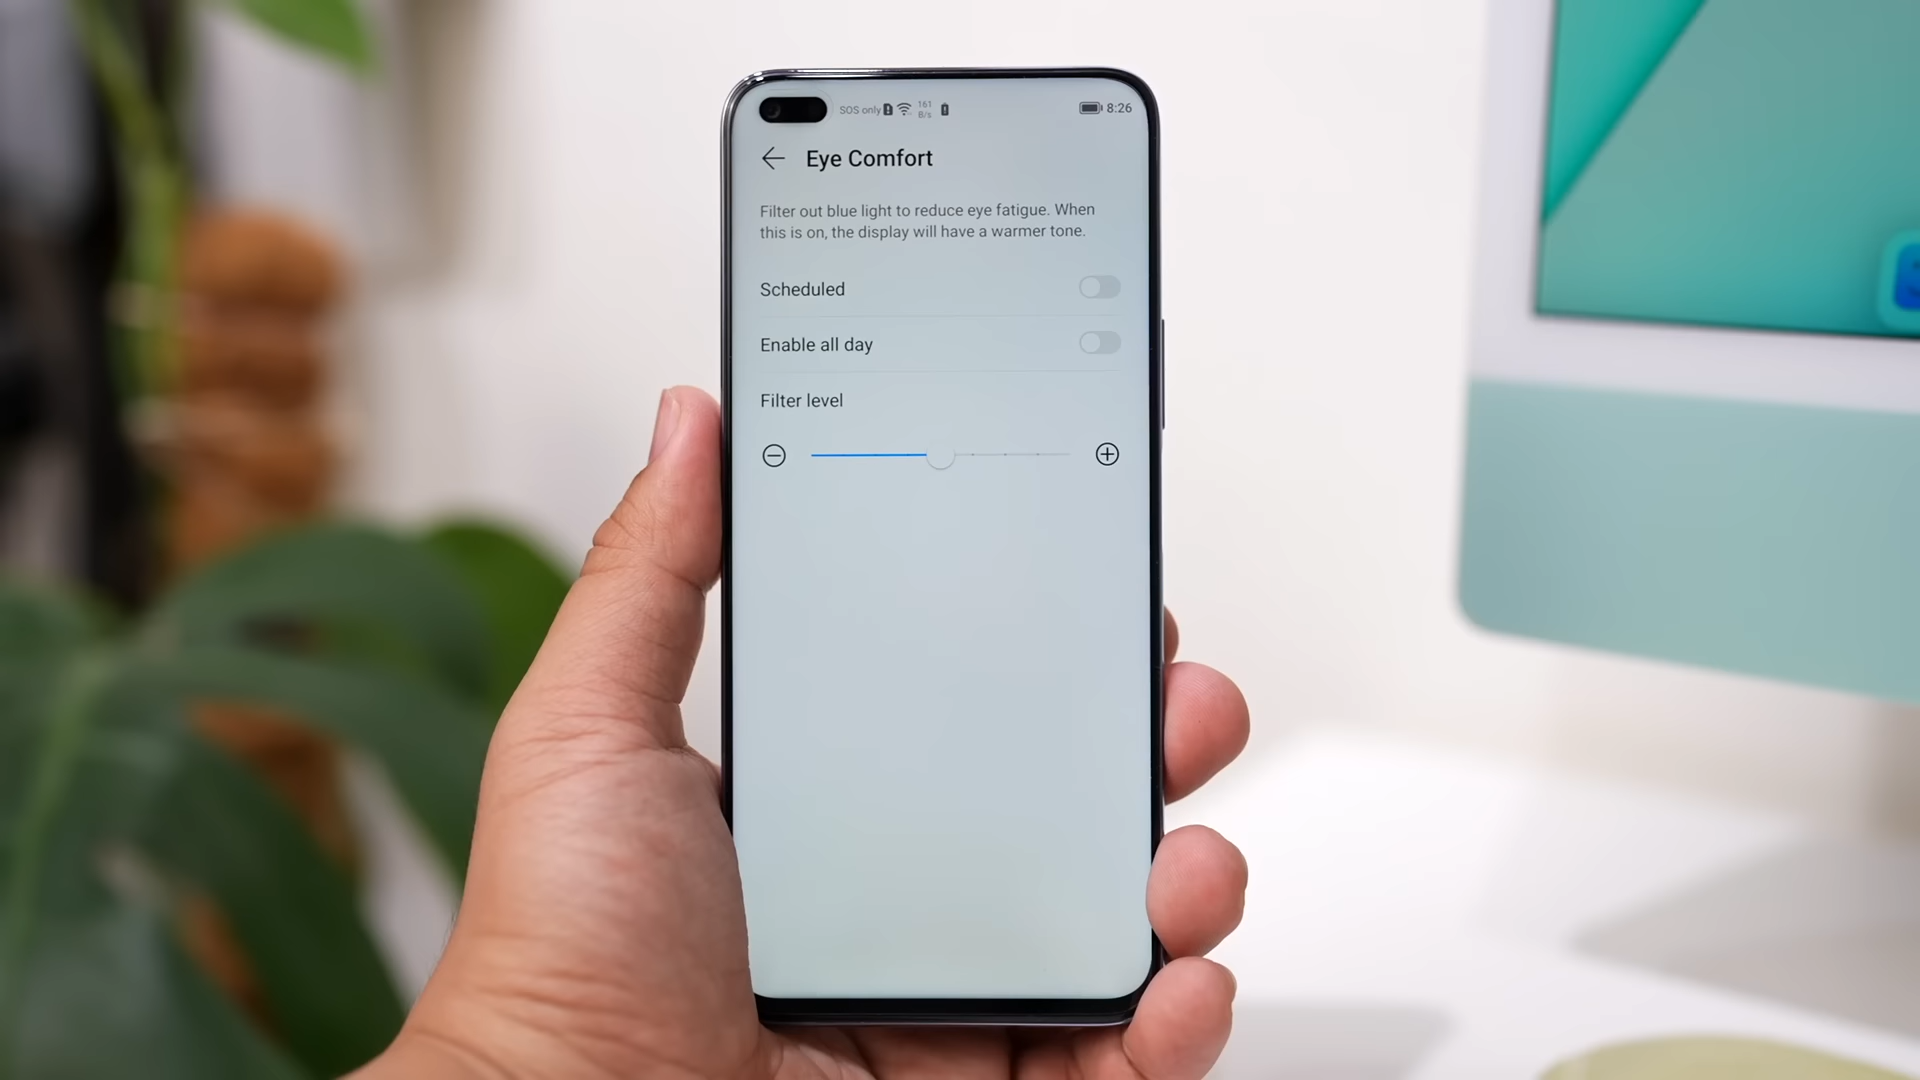 SOS only 161 B/s 8:26
Eye Comfort
Filter out blue light to reduce eye fatigue. When
this is on, the display will have a warmer tone.
Scheduled
Enable all day
Filter level